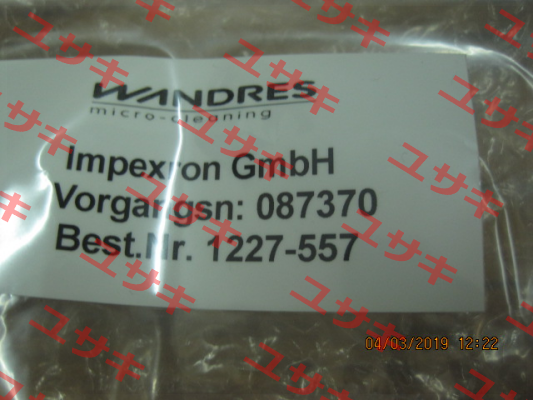 WANDRES
micro-cleaning
Impexron GmbH
Vorgangsn: 087370
Best.Nr. 1227-557
04/03/2019 12:22
ユサキ